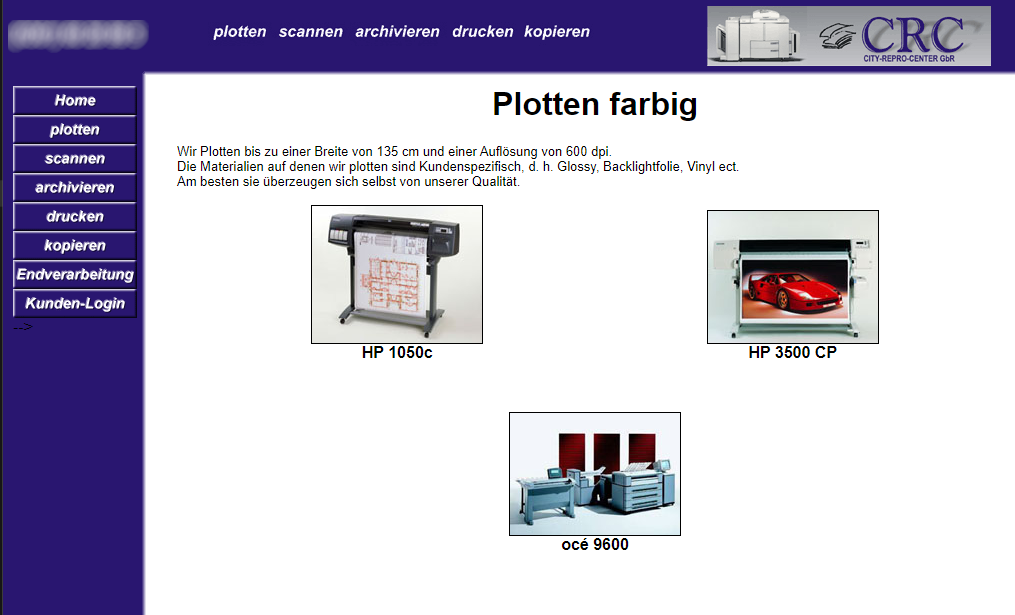 plotten scannen archivieren drucken kopieren
CRC
CITY-REPRO-CENTER GbR
Home
plotten
scannen
archivieren
drucken
kopieren
Endverarbeitung
Kunden-Login
-->
Plotten farbig
Wir Plotten bis zu einer Breite von 135 cm und einer Auflösung von 600 dpi.
Die Materialien auf denen wir plotten sind Kundenspezifisch, d. h. Glossy, Backlightfolie, Vinyl ect.
Am besten sie überzeugen sich selbst von unserer Qualität.
HP 1050c
HP 3500 CP
océ 9600